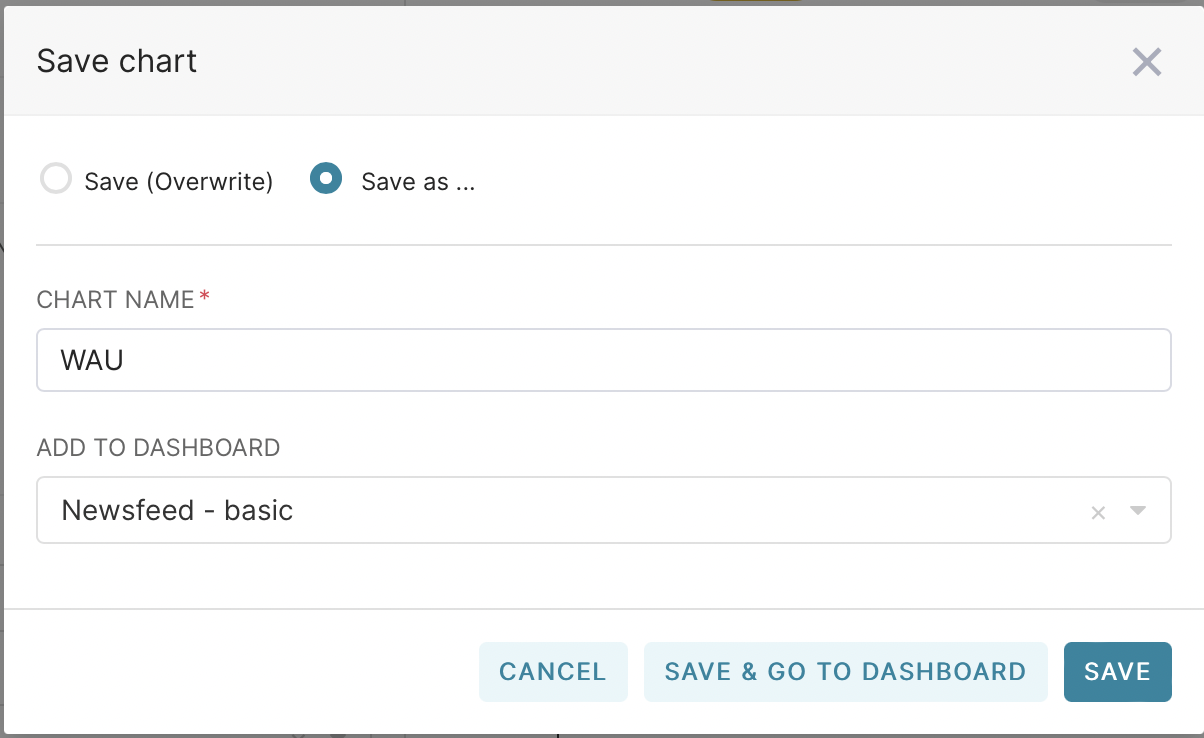 Save chart
Save (Overwrite) Save as ...
CHART NAME *
WAU
ADD TO DASHBOARD
Newsfeed - basic
CANCEL SAVE & GO TO DASHBOARD SAVE